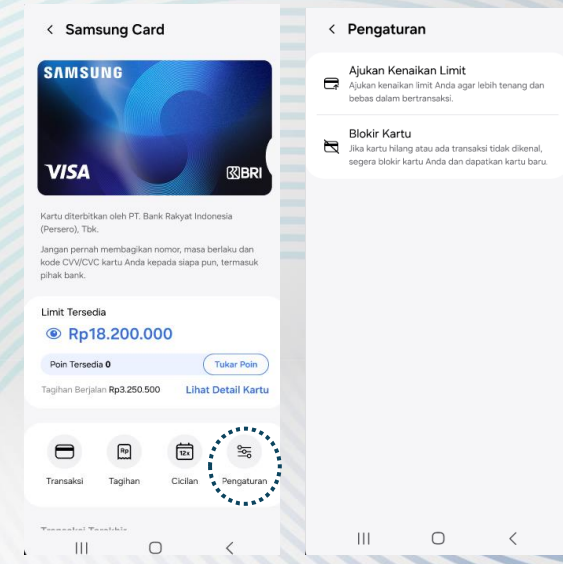 Samsung Card
SAMSUNG
VISA
BRI
Kartu diterbitkan oleh PT. Bank Rakyat Indonesia
(Persero), Tbk.
Jangan pernah membagikan nomor, masa berlaku dan
kode CVV/CVC kartu Anda kepada siapa pun, termasuk
pihak bank.
Limit Tersedia
Rp18.200.000
Poin Tersedia 0
Tukar Poin
Tagihan Berjalan Rp3.250.500
Lihat Detail Kartu
Rp
12x
Transaksi
Tagihan
Cicilan
Pengaturan
Transaksi Terakhir
Pengaturan
Ajukan Kenaikan Limit
Ajukan kenaikan limit Anda agar lebih tenang dan
bebas dalam bertransaksi.
Blokir Kartu
Jika kartu hilang atau ada transaksi tidak dikenal,
segera blokir kartu Anda dan dapatkan kartu baru.